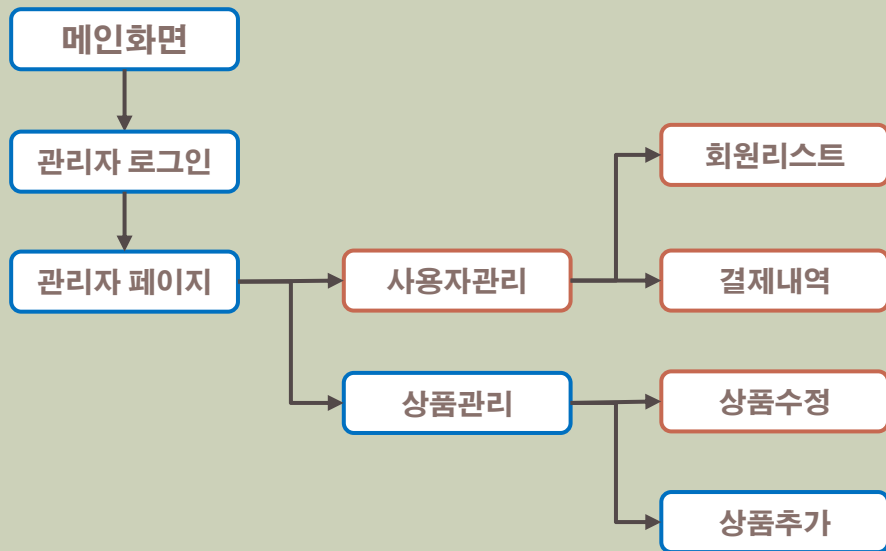 메인화면
관리자 로그인
회원리스트
관리자 페이지
사용자관리
결제내역
상품관리
상품수정
상품추가